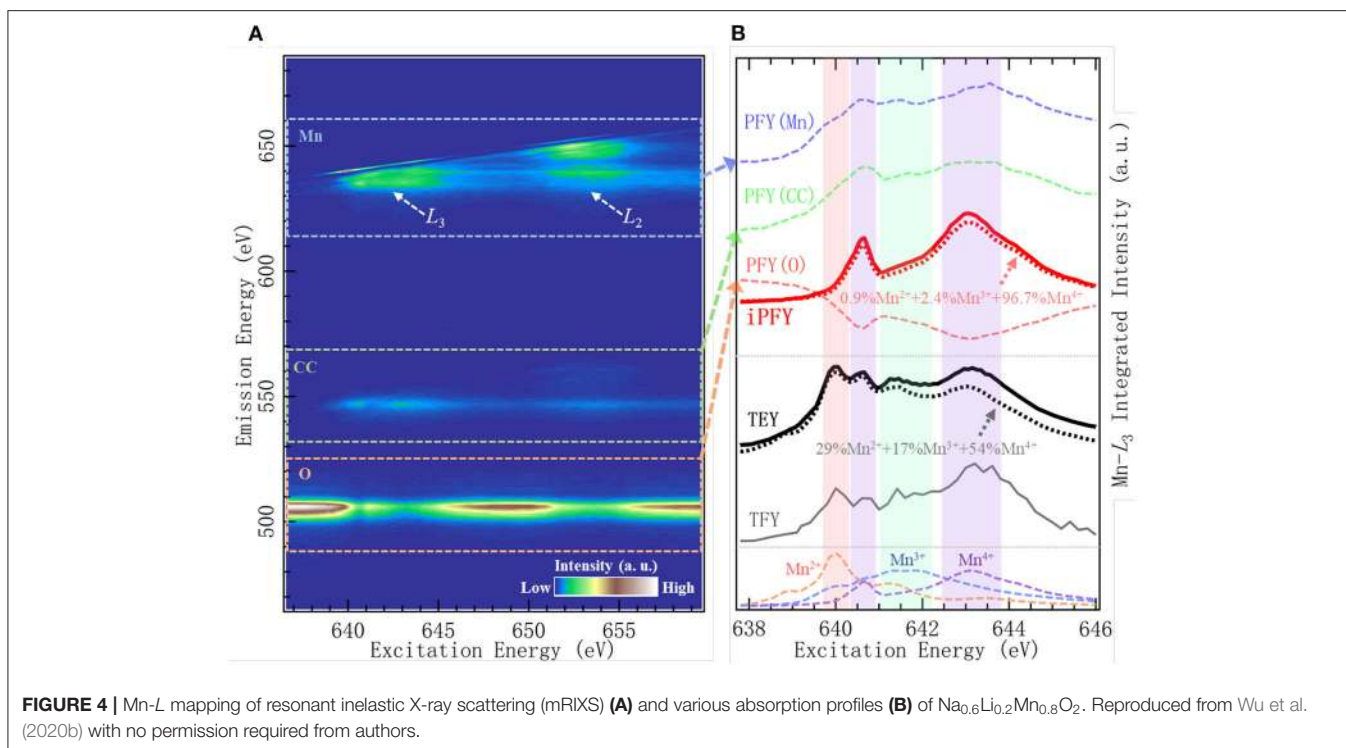 A
B
Mn
L₃
L₂
CC
O
Intensity (a. u.)
Low
High
650
600
550
500
Emission Energy (eV)
640
645
650
655
Excitation Energy (eV)
PFY(Mn)
PFY(CC)
PFY(O)
0.9%Mn²⁺+2.4%Mn³⁺+96.7%Mn⁴⁺
iPFY
TEY
29%Mn²⁺+17%Mn³⁺+54%Mn⁴⁺
TFY
Mn²⁺
Mn³⁺
Mn⁴⁺
638
640
642
644
646
Excitation Energy (eV)
Mn-L₃ Integrated Intensity (a. u.)
FIGURE 4 | Mn-L mapping of resonant inelastic X-ray scattering (mRIXS) (A) and various absorption profiles (B) of Na₀.₆Li₀.₂Mn₀.₈O₂. Reproduced from Wu et al.
(2020b) with no permission required from authors.